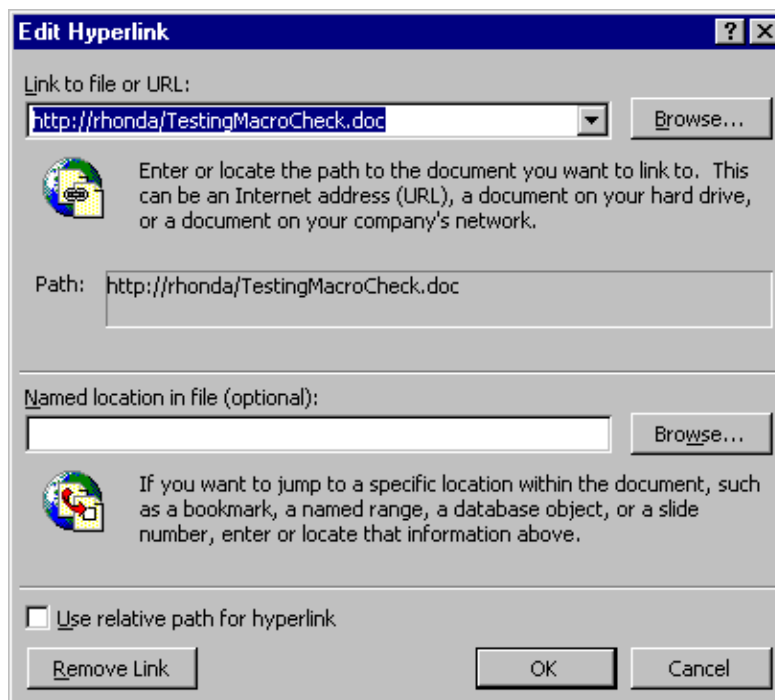 Edit Hyperlink
Link to file or URL:
http://rhonda/TestingMacroCheck.doc
Browse...
Enter or locate the path to the document you want to link to. This
can be an Internet address (URL), a document on your hard drive,
or a document on your company's network.
Path: http://rhonda/TestingMacroCheck.doc
Named location in file (optional):
Browse...
If you want to jump to a specific location within the document, such
as a bookmark, a named range, a database object, or a slide
number, enter or locate that information above.
Use relative path for hyperlink
Remove Link OK Cancel